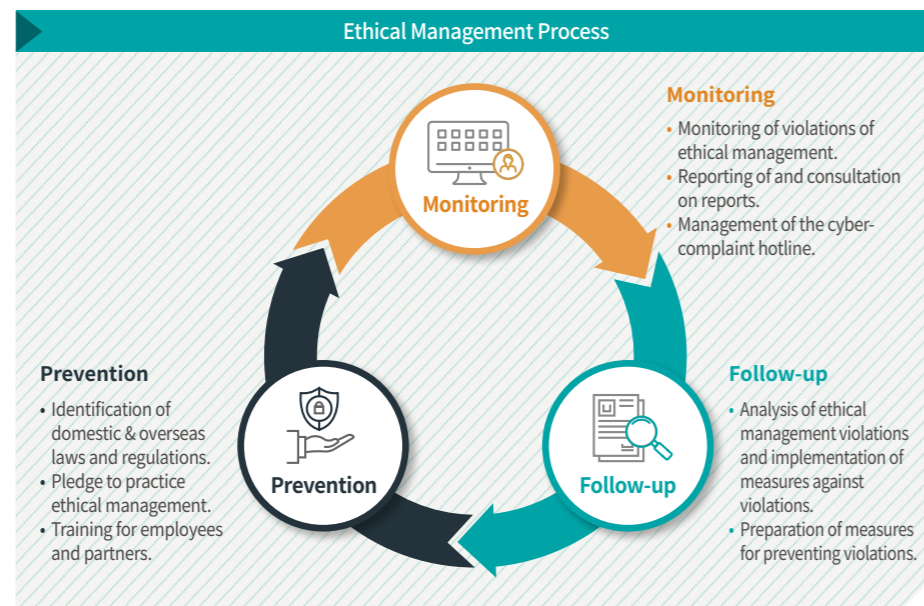 Ethical Management Process
Monitoring
Monitoring
• Monitoring of violations of
ethical management.
• Reporting of and consultation
on reports.
• Management of the cyber-
complaint hotline.
Prevention
• Identification of
domestic & overseas
laws and regulations.
• Pledge to practice
ethical management.
• Training for employees
and partners.
Prevention
Follow-up
Follow-up
• Analysis of ethical
management violations
and implementation of
measures against
violations.
• Preparation of measures
for preventing violations.